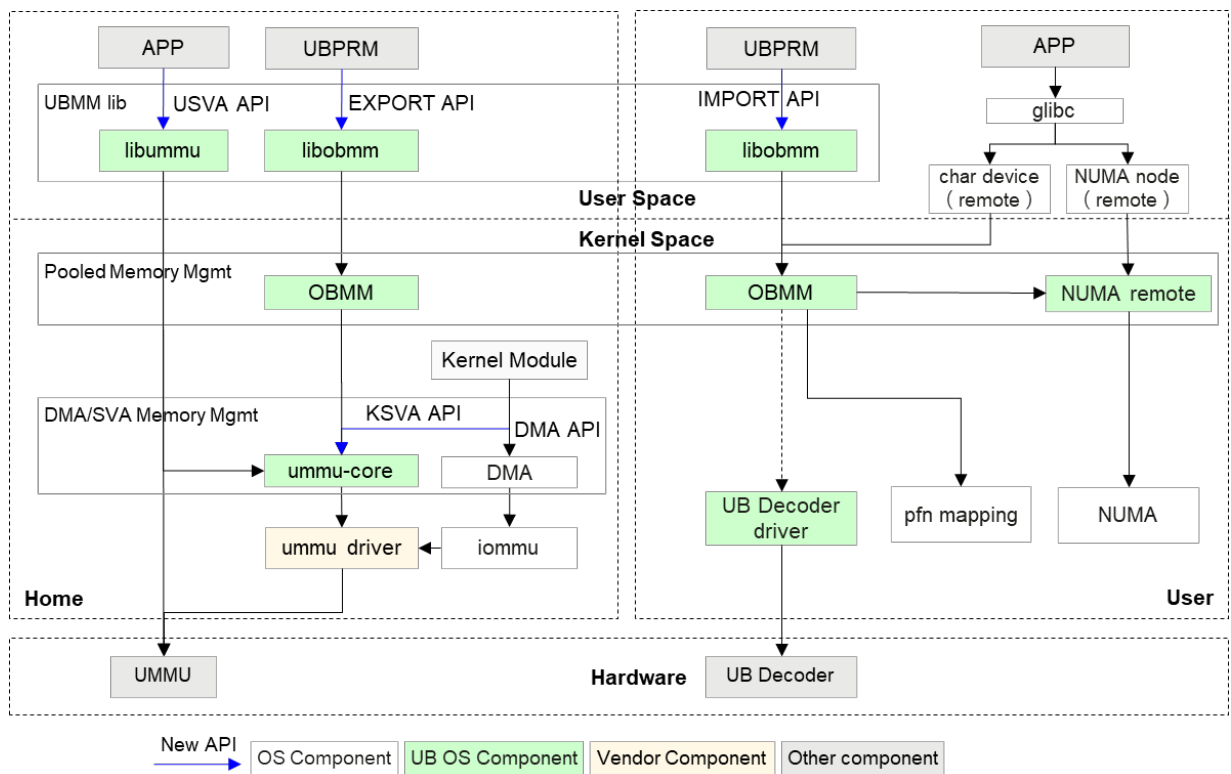 APP
UBPRM
UBPRM
APP
UBMM lib
USVA API
EXPORT API
IMPORT API
glibc
libummu
libobmm
libobmm
char device
( remote )
NUMA node
( remote )
User Space
Kernel Space
Pooled Memory Mgmt
OBMM
OBMM
NUMA remote
Kernel Module
DMA/SVA Memory Mgmt
KSVA API
DMA API
ummu-core
DMA
UB Decoder
driver
pfn mapping
NUMA
ummu driver
iommu
Home
User
UMMU
Hardware
UB Decoder
New API
OS Component
UB OS Component
Vendor Component
Other component